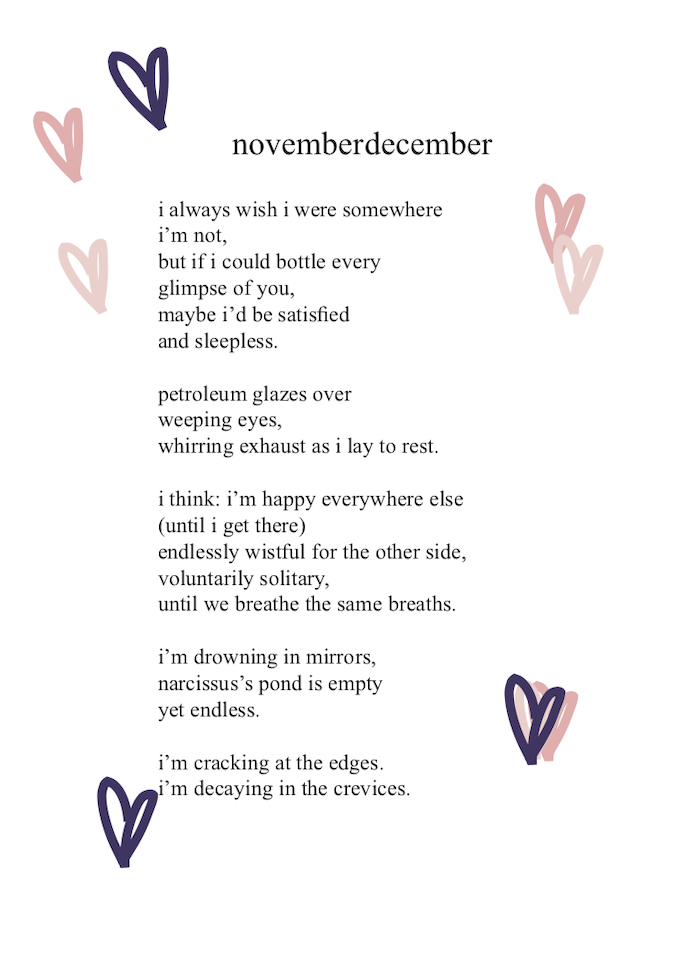 novemberdecember
i always wish i were somewhere
i’m not,
but if i could bottle every
glimpse of you,
maybe i’d be satisfied
and sleepless.
petroleum glazes over
weeping eyes,
whirring exhaust as i lay to rest.
i think: i’m happy everywhere else
(until i get there)
endlessly wistful for the other side,
voluntarily solitary,
until we breathe the same breaths.
i’m drowning in mirrors,
narcissus’s pond is empty
yet endless.
i’m cracking at the edges.
i’m decaying in the crevices.